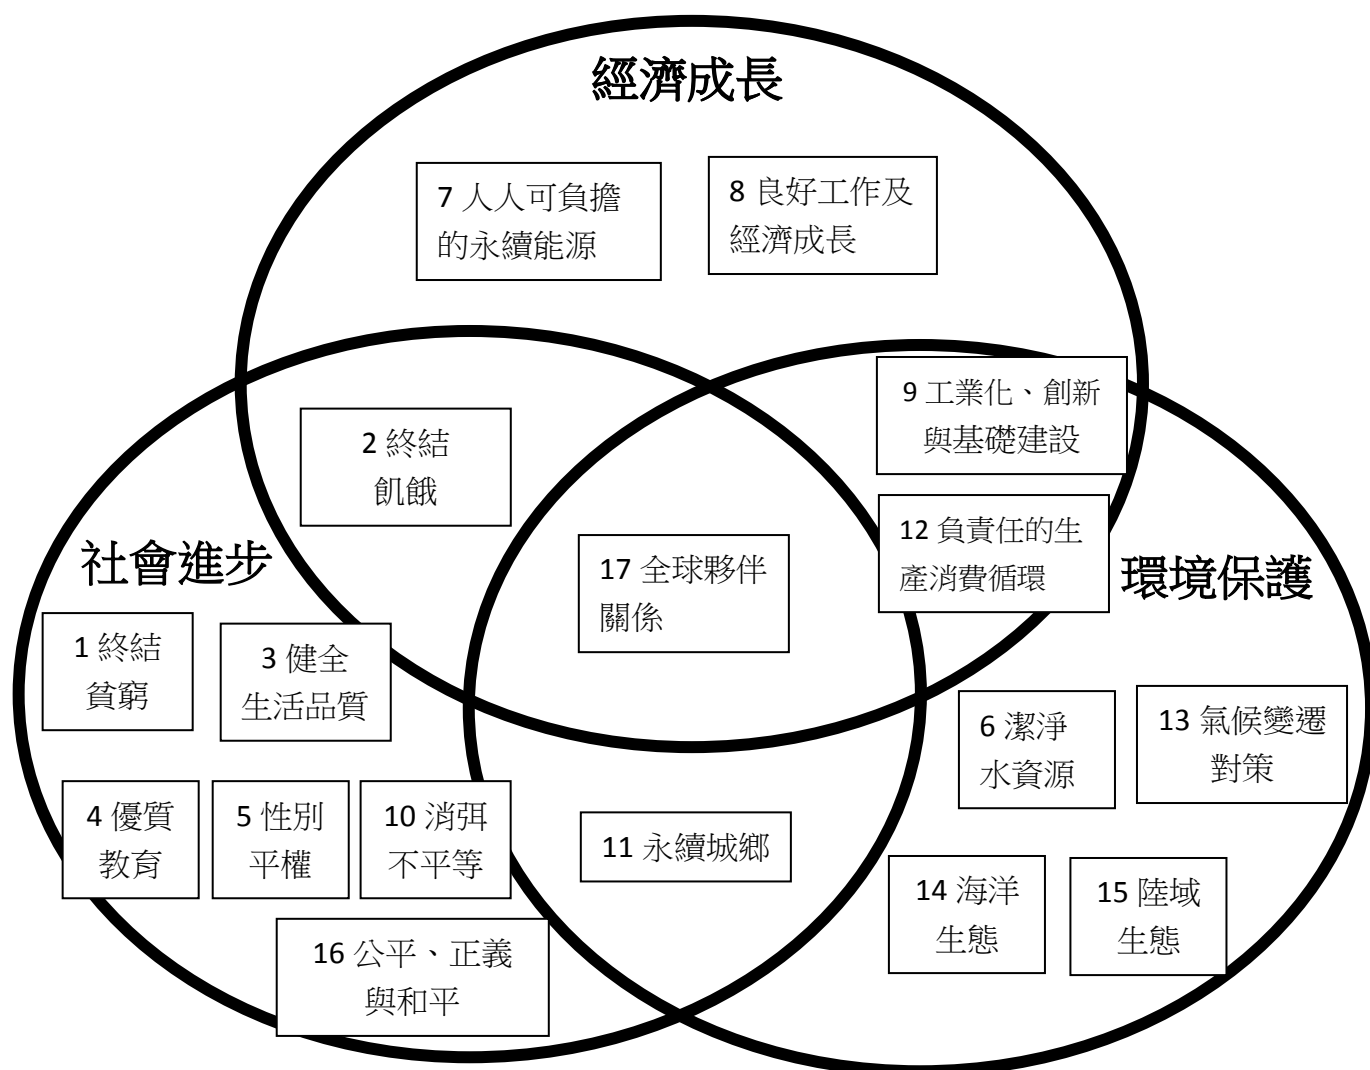 經濟成長
7 人人可負擔
的永續能源
8 良好工作及
經濟成長
2 終結
飢餓
9 工業化、創新
與基礎建設
12 負責任的生
產消費循環
17 全球夥伴
關係
社會進步
環境保護
1 終結
貧窮
3 健全
生活品質
6 潔淨
水資源
13 氣候變遷
對策
4 優質
教育
5 性別
平權
10 消弭
不平等
11 永續城鄉
14 海洋
生態
15 陸域
生態
16 公平、正義
與和平